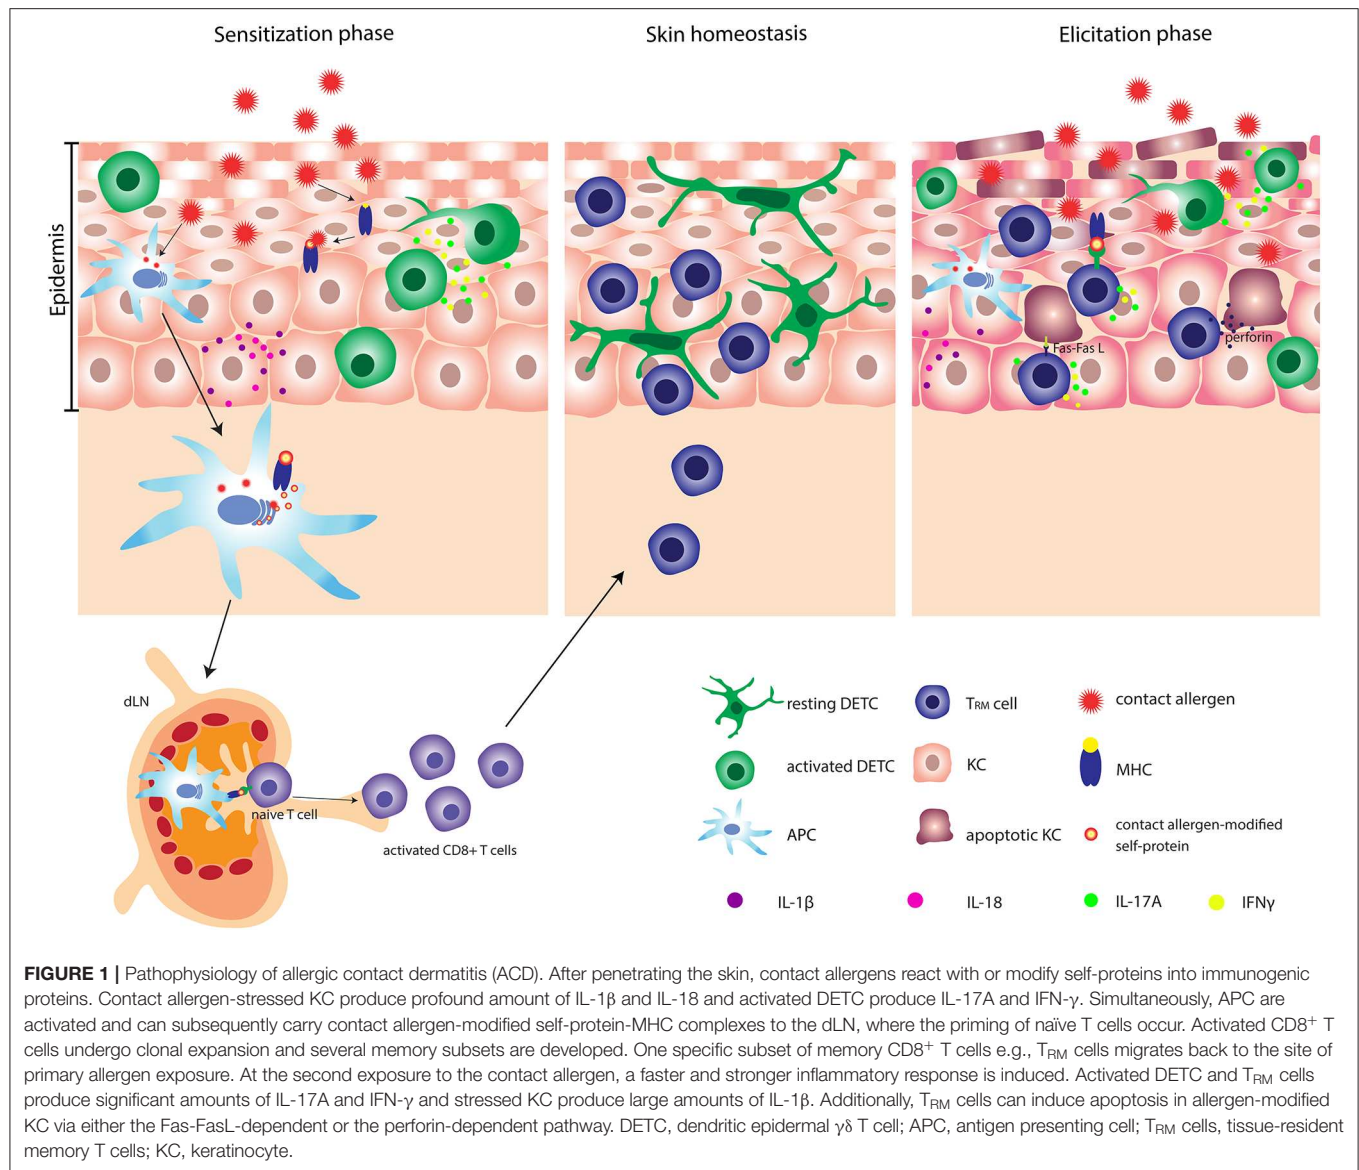 Sensitization phase
Skin homeostasis
Elicitation phase
Epidermis
Fas-Fas L
perforin
dLN
naive T cell
activated CD8+ T cells
resting DETC
TRM cell
contact allergen
activated DETC
KC
MHC
APC
apoptotic KC
contact allergen-modified
self-protein
IL-1β
IL-18
IL-17A
IFNγ
FIGURE 1 | Pathophysiology of allergic contact dermatitis (ACD). After penetrating the skin, contact allergens react with or modify self-proteins into immunogenic
proteins. Contact allergen-stressed KC produce profound amount of IL-1β and IL-18 and activated DETC produce IL-17A and IFN-γ. Simultaneously, APC are
activated and can subsequently carry contact allergen-modified self-protein-MHC complexes to the dLN, where the priming of naïve T cells occur. Activated CD8+ T
cells undergo clonal expansion and several memory subsets are developed. One specific subset of memory CD8+ T cells e.g., TRM cells migrates back to the site of
primary allergen exposure. At the second exposure to the contact allergen, a faster and stronger inflammatory response is induced. Activated DETC and TRM cells
produce significant amounts of IL-17A and IFN-γ and stressed KC produce large amounts of IL-1β. Additionally, TRM cells can induce apoptosis in allergen-modified
KC via either the Fas-FasL-dependent or the perforin-dependent pathway. DETC, dendritic epidermal γδ T cell; APC, antigen presenting cell; TRM cells, tissue-resident
memory T cells; KC, keratinocyte.